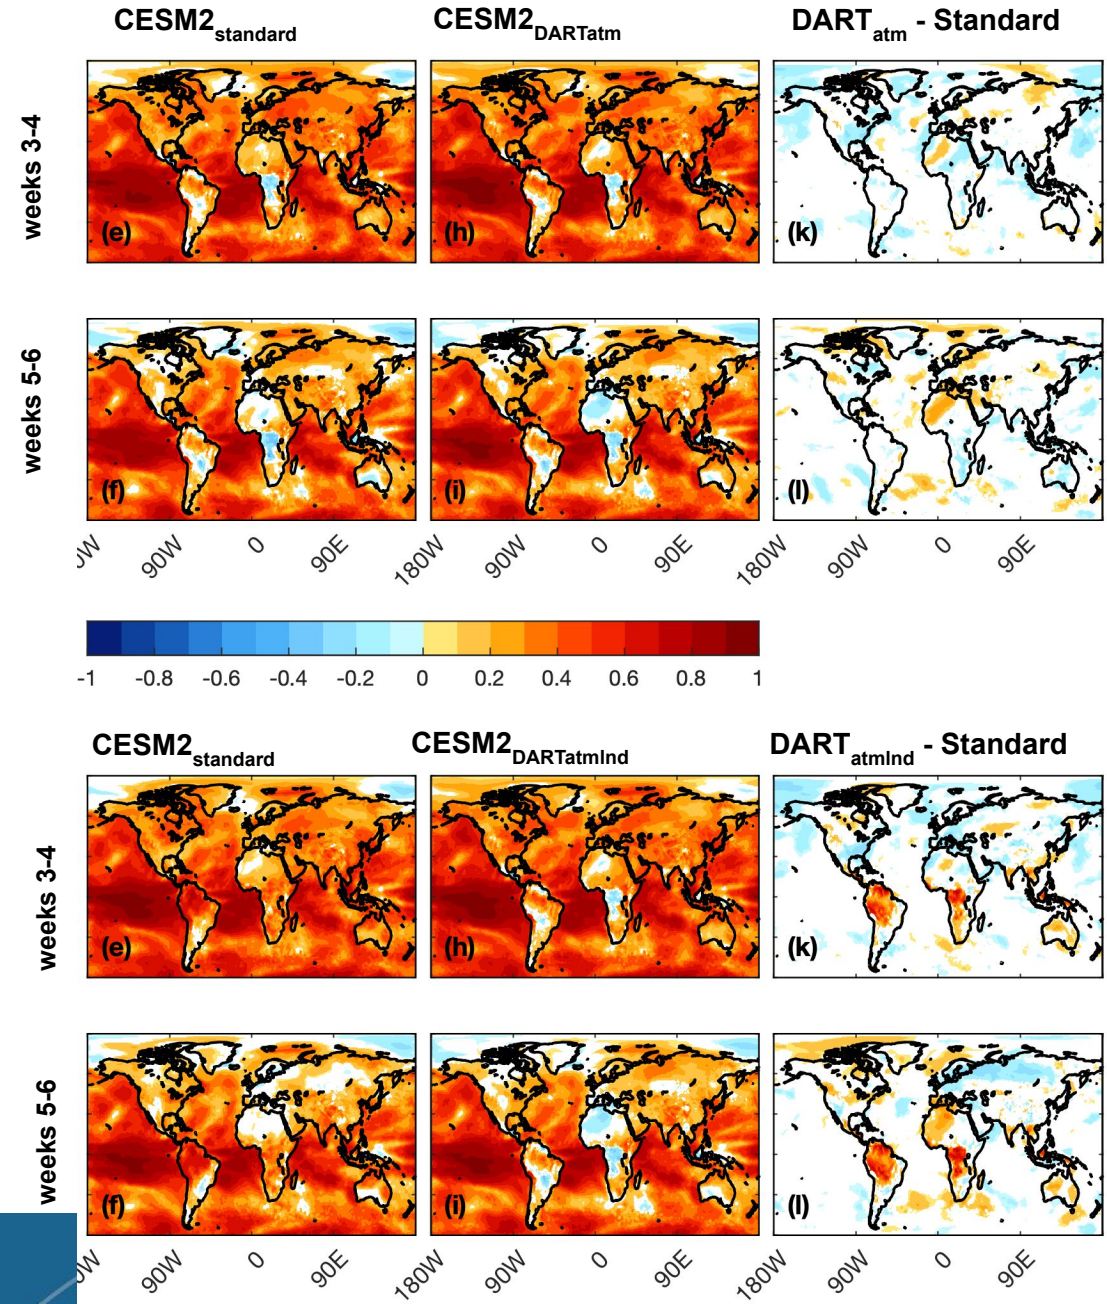 CESM2standard CESM2DARTatm DARTatm - Standard
weeks 3-4
(e) (h) (k)
weeks 5-6
(f) (i) (l)
0W 90W 0 90E 180W 90W 0 90E 180W 90W 0 90E
-1 -0.8 -0.6 -0.4 -0.2 0 0.2 0.4 0.6 0.8 1
CESM2standard CESM2DARTatmlnd DARTatmlnd - Standard
weeks 3-4
(e) (h) (k)
weeks 5-6
(f) (i) (l)
0W 90W 0 90E 180W 90W 0 90E 180W 90W 0 90E